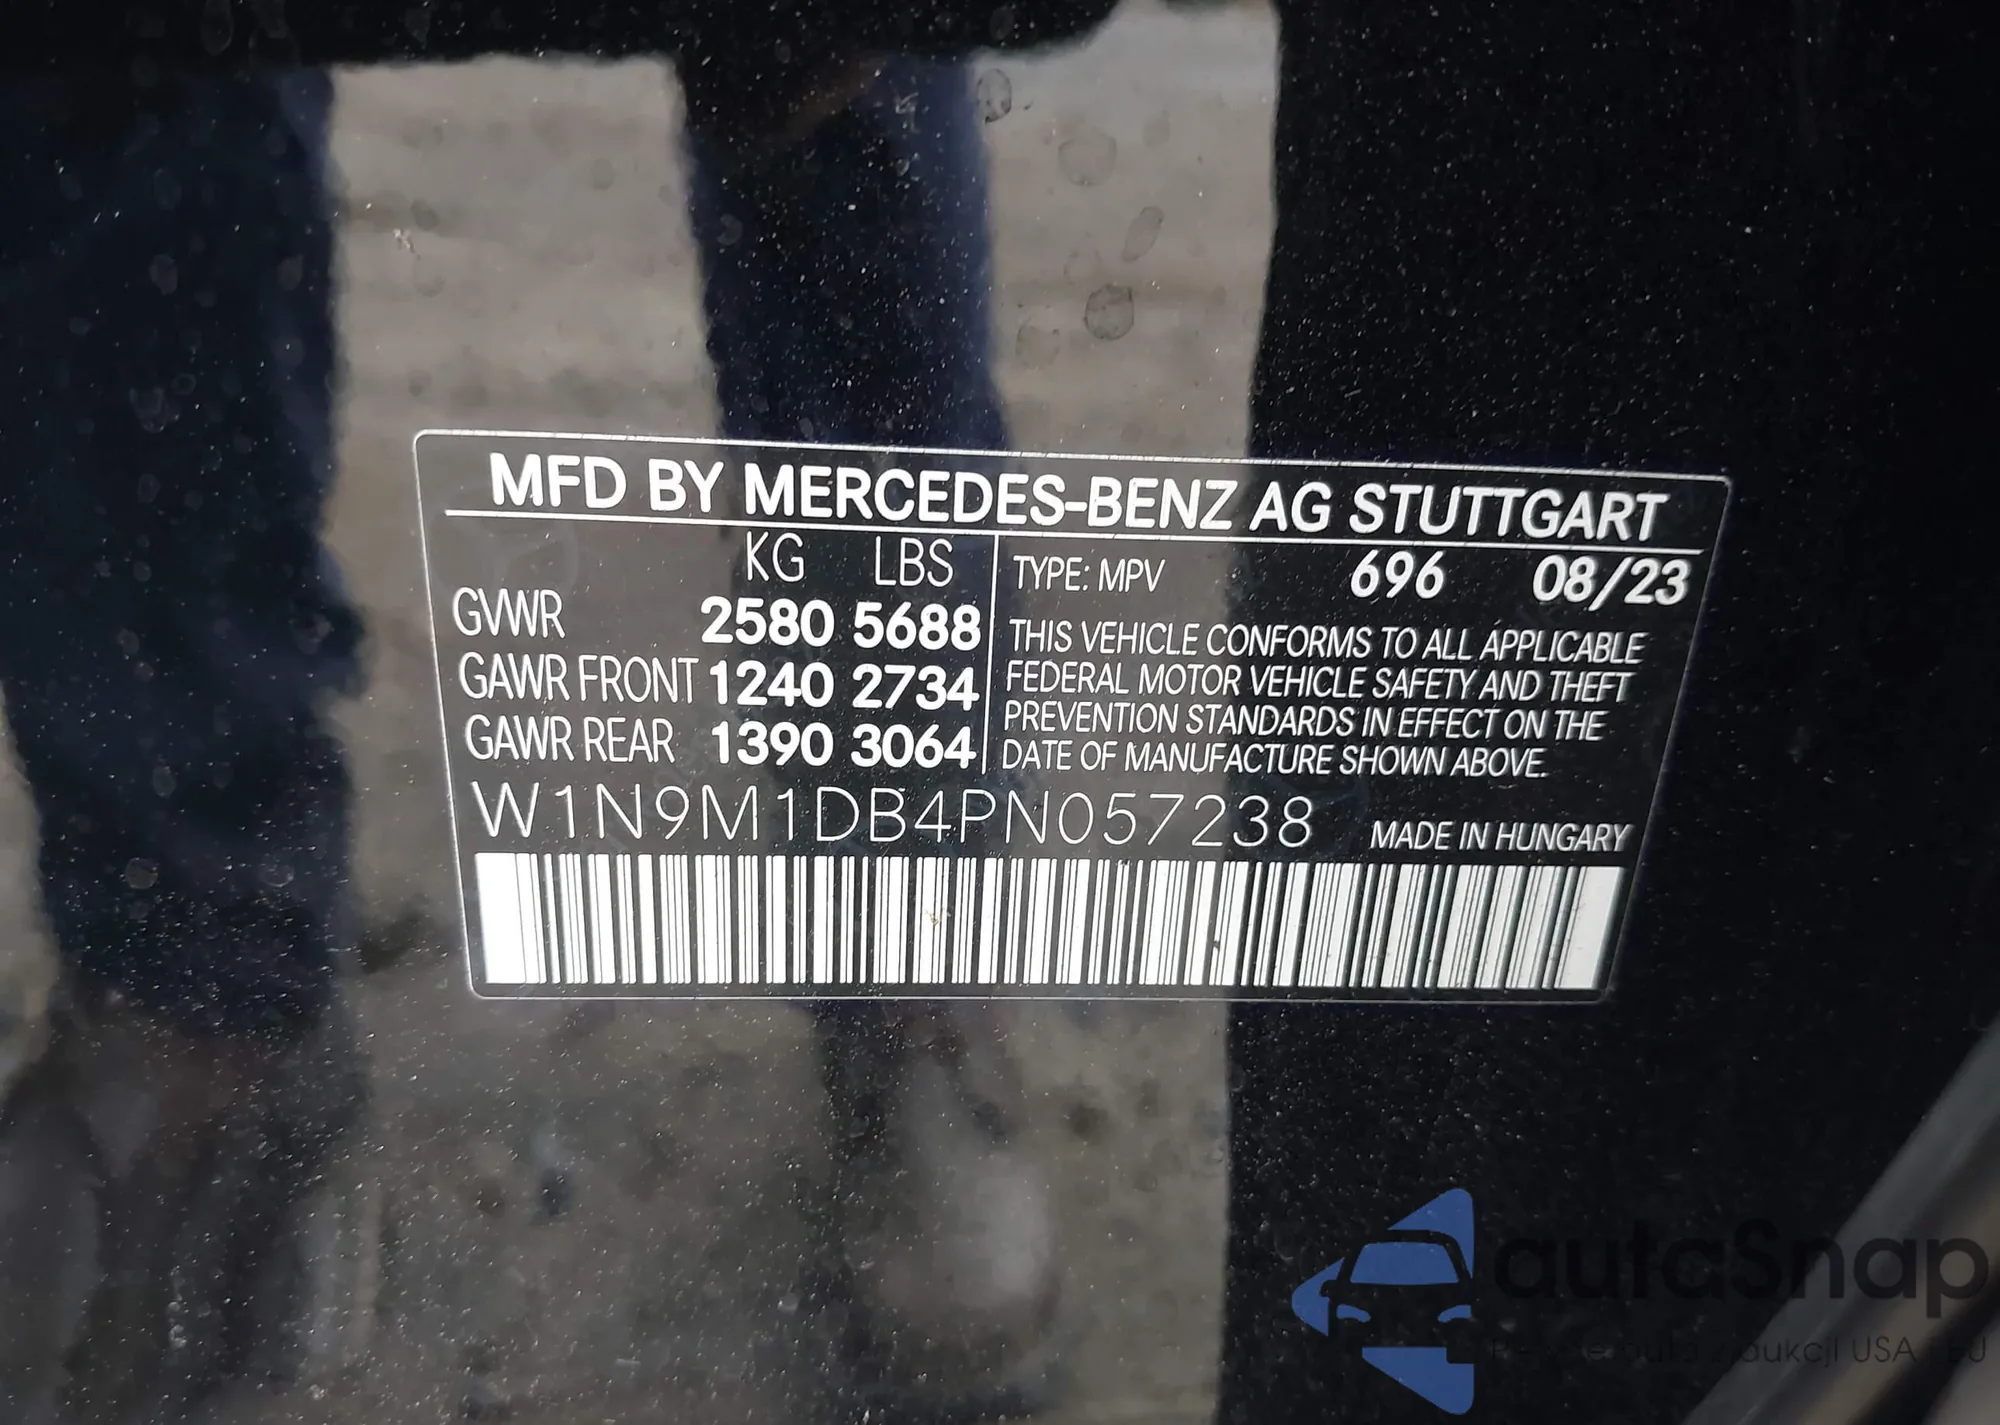 MFD BY MERCEDES-BENZ AG STUTTGART
KG LBS
GVWR 2580 5688
GAWR FRONT 1240 2734
GAWR REAR 1390 3064
TYPE: MPV 696 08/23
THIS VEHICLE CONFORMS TO ALL APPLICABLE
FEDERAL MOTOR VEHICLE SAFETY AND THEFT
PREVENTION STANDARDS IN EFFECT ON THE
DATE OF MANUFACTURE SHOWN ABOVE.
W1N9M1DB4PN057238 MADE IN HUNGARY
autaSnap
USA